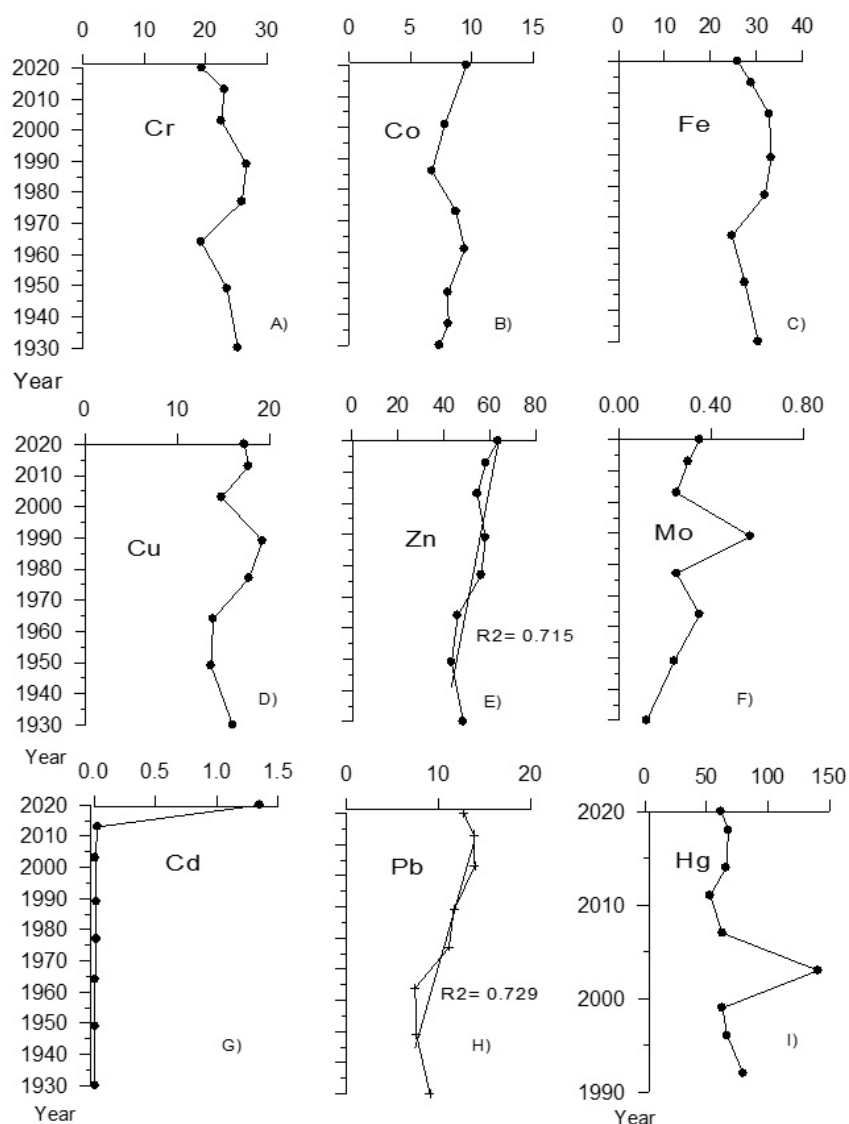 0 10 20 30
0 5 10 15
0 10 20 30 40
2020
2010
2000
1990
1980
1970
1960
1950
1940
1930
Year
Cr
A)
Co
B)
Fe
C)
0 10 20
0 20 40 60 80
0.00 0.40 0.80
2020
2010
2000
1990
1980
1970
1960
1950
1940
1930
Year
Cu
D)
Zn
R2= 0.715
E)
Mo
F)
0.0 0.5 1.0 1.5
0 10 20
0 50 100 150
2020
2010
2000
1990
1980
1970
1960
1950
1940
1930
Year
Cd
G)
Pb
R2= 0.729
H)
2020
2010
2000
1990
Year
Hg
I)